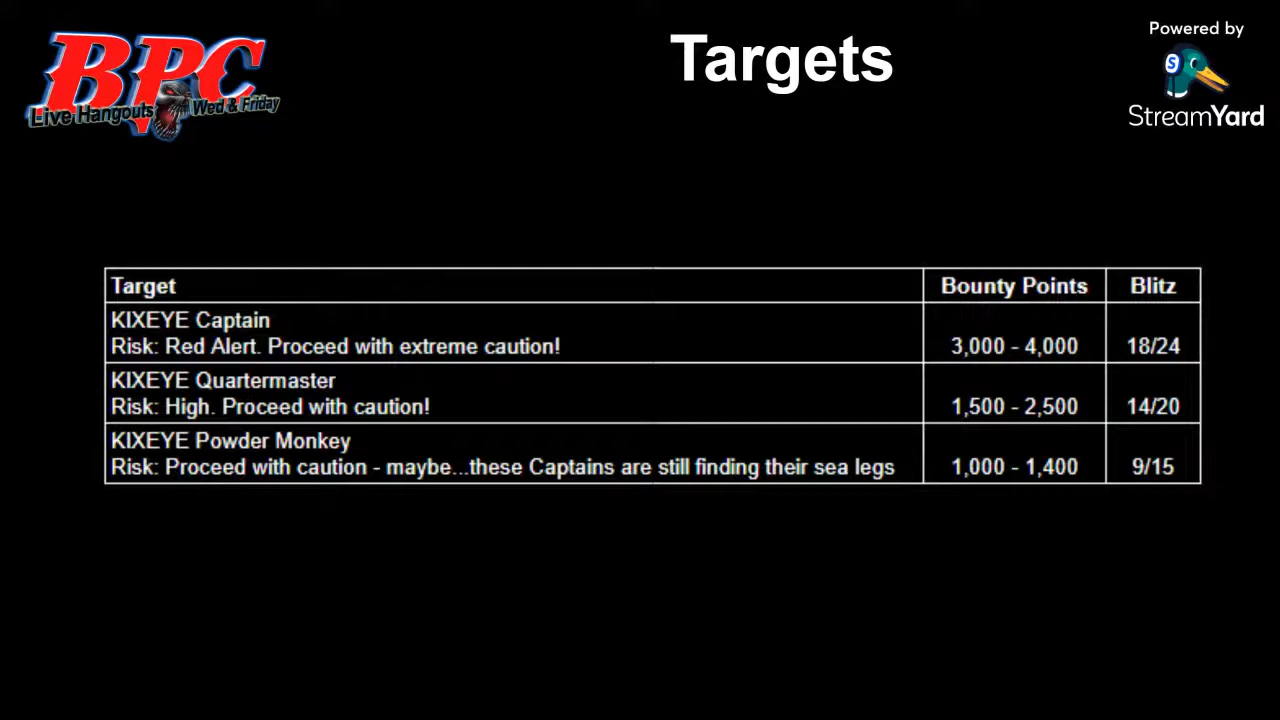 BPC
Live Hangouts Wed & Friday
Targets
Powered by
S
StreamYard
Target Bounty Points Blitz
KIXEYE Captain
Risk: Red Alert. Proceed with extreme caution! 3,000 - 4,000 18/24
KIXEYE Quartermaster
Risk: High. Proceed with caution! 1,500 - 2,500 14/20
KIXEYE Powder Monkey
Risk: Proceed with caution - maybe...these Captains are still finding their sea legs 1,000 - 1,400 9/15